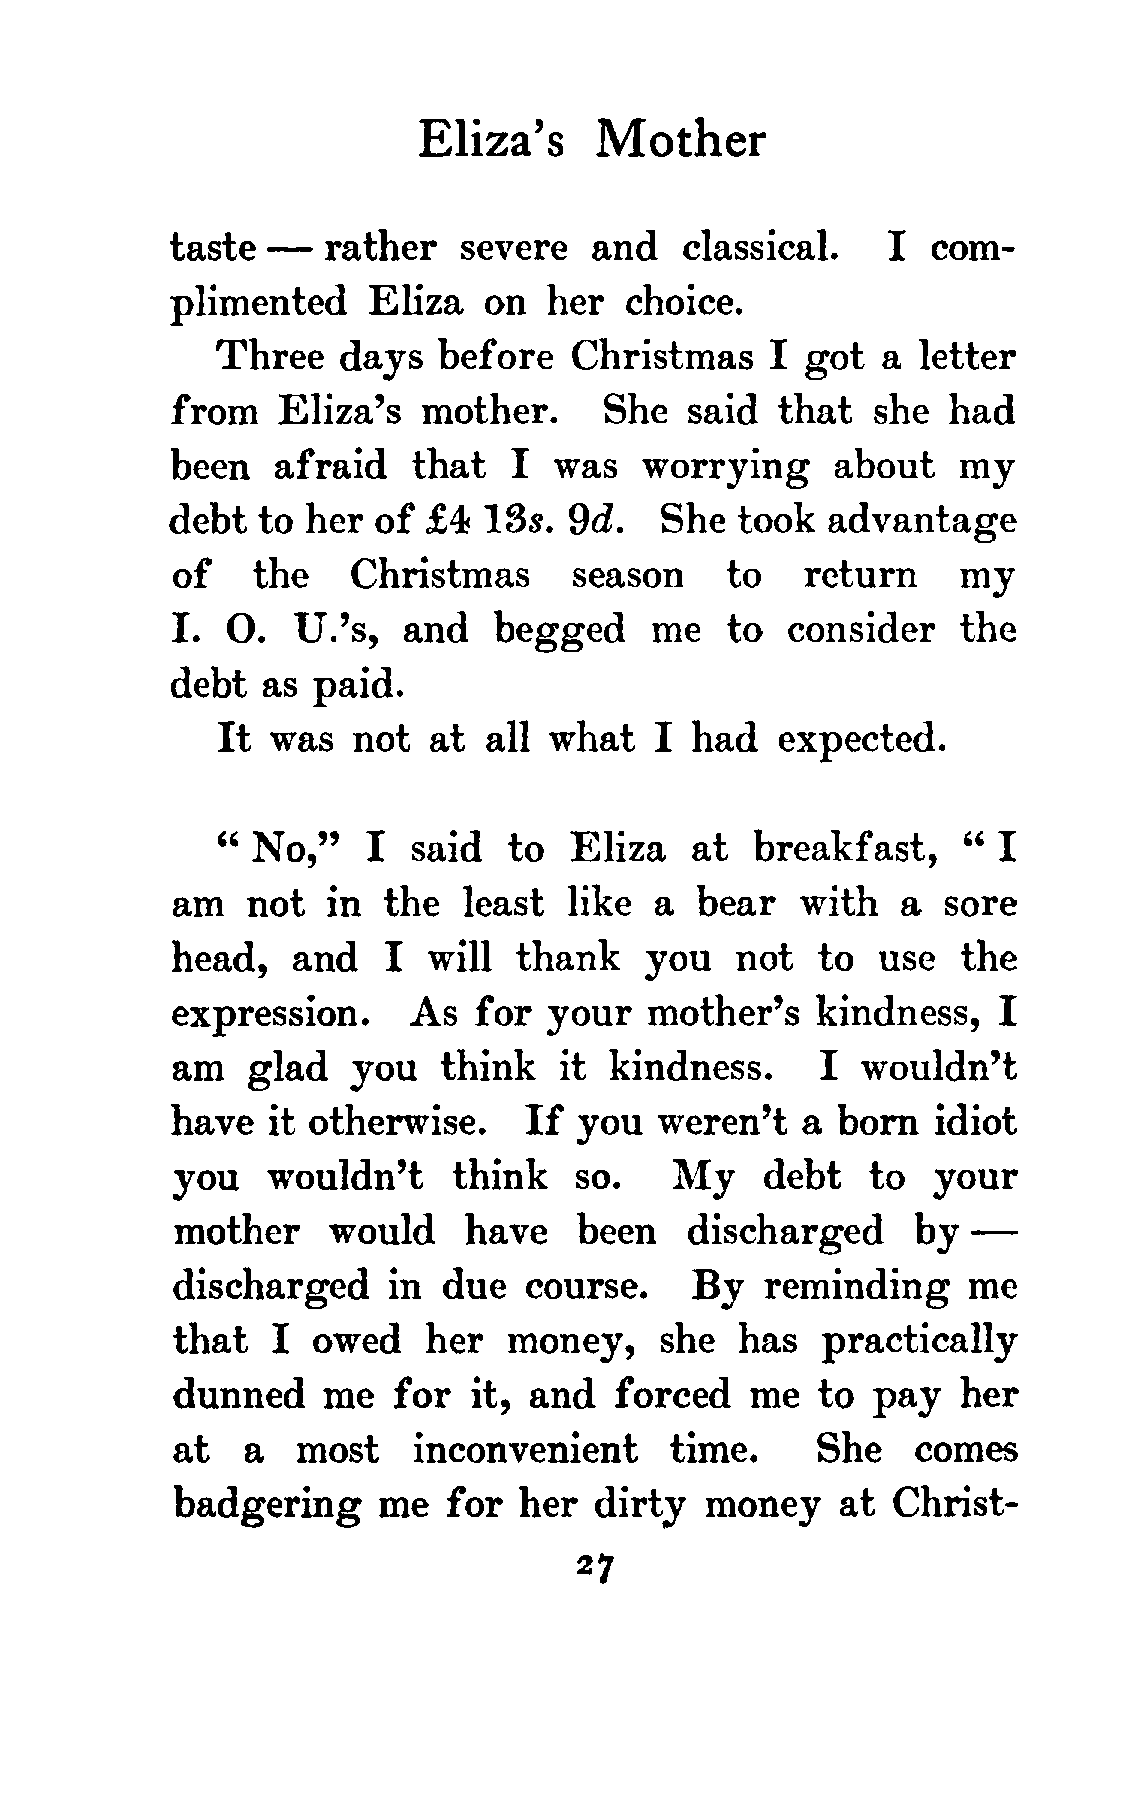 Eliza's Mother
taste — rather severe and classical. I com-
plimented Eliza on her choice.
Three days before Christmas I got a letter
from Eliza's mother. She said that she had
been afraid that I was worrying about my
debt to her of £4 13s. 9d. She took advantage
of the Christmas season to return my
I. O. U.'s, and begged me to consider the
debt as paid.
It was not at all what I had expected.
" No," I said to Eliza at breakfast, " I
am not in the least like a bear with a sore
head, and I will thank you not to use the
expression. As for your mother's kindness, I
am glad you think it kindness. I wouldn't
have it otherwise. If you weren't a born idiot
you wouldn't think so. My debt to your
mother would have been discharged by —
discharged in due course. By reminding me
that I owed her money, she has practically
dunned me for it, and forced me to pay her
at a most inconvenient time. She comes
badgering me for her dirty money at Christ-
27